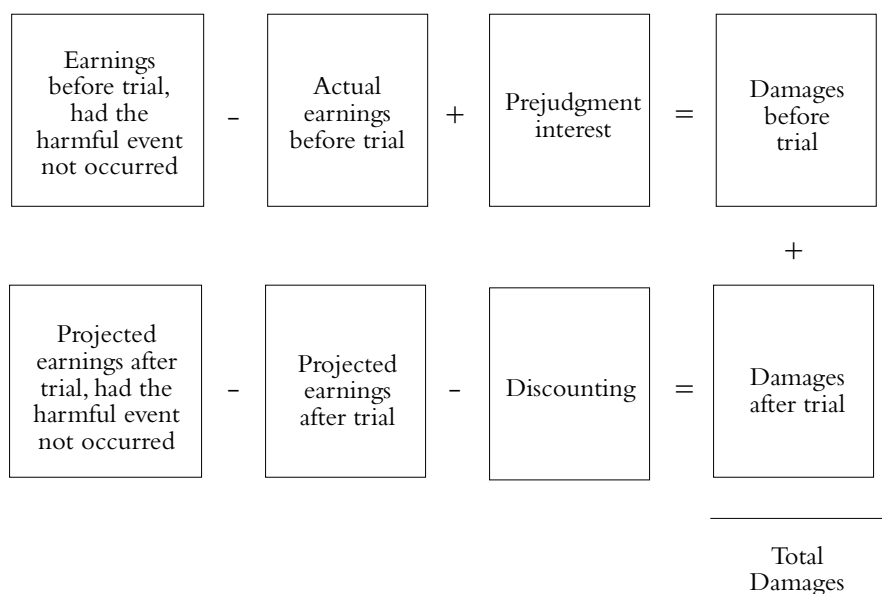 Earnings
before trial,
had the
harmful event
not occurred
-
Actual
earnings
before trial
+
Prejudgment
interest
=
Damages
before
trial
+
Projected
earnings after
trial, had the
harmful event
not occurred
-
Projected
earnings
after trial
-
Discounting
=
Damages
after trial
Total
Damages